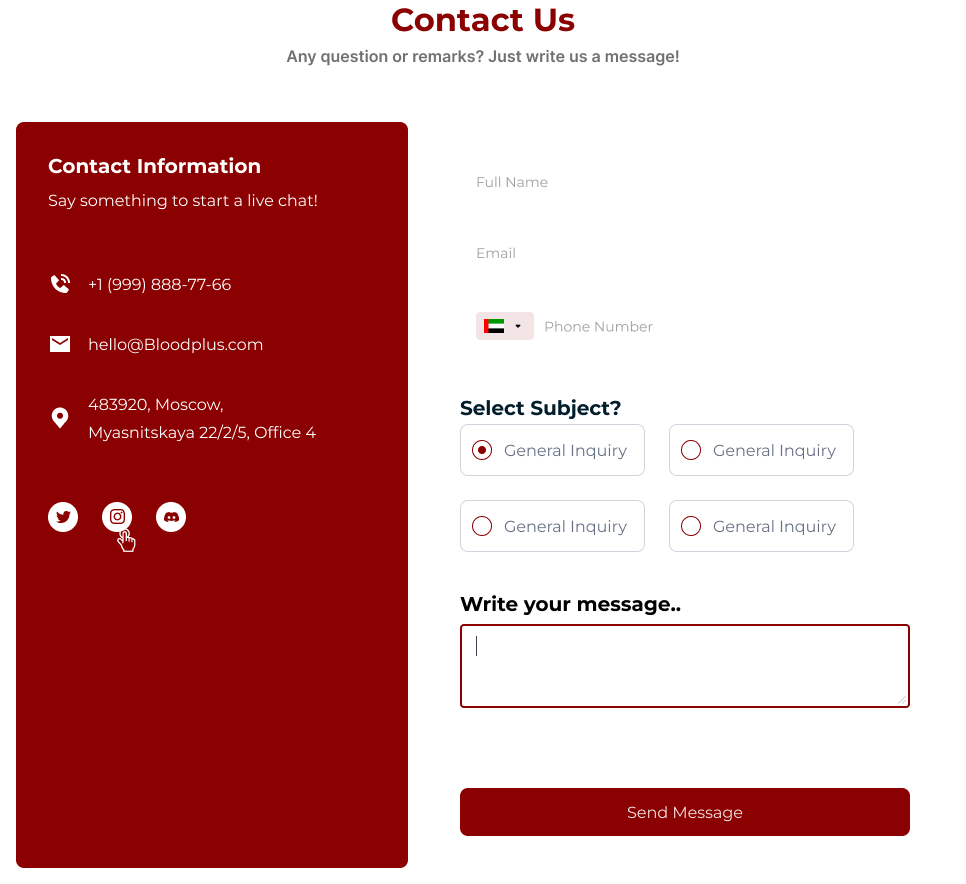 Contact Us
Any question or remarks? Just write us a message!
Contact Information
Say something to start a live chat!
+1 (999) 888-77-66
hello@Bloodplus.com
483920, Moscow,
Myasnitskaya 22/2/5, Office 4
Full Name
Email
Phone Number
Select Subject?
General Inquiry
General Inquiry
General Inquiry
General Inquiry
Write your message..
Send Message